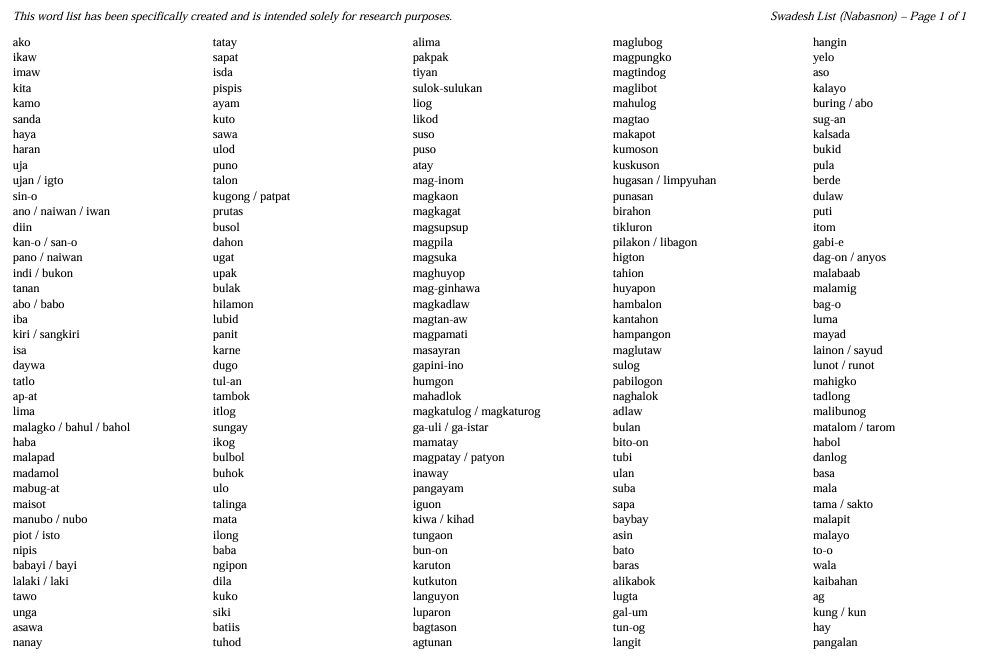 This word list has been specifically created and is intended solely for research purposes.
Swadesh List (Nabasnon) – Page 1 of 1
ako
ikaw
imaw
kita
kamo
sanda
haya
haran
uja
ujan / igto
sin-o
ano / naiwan / iwan
diin
kan-o / san-o
pano / naiwan
indi / bukon
tanan
abo / babo
iba
kiri / sangkiri
isa
daywa
tatlo
ap-at
lima
malagko / bahul / bahol
haba
malapad
madamol
mabug-at
maisot
manubo / nubo
piot / isto
nipis
babayi / bayi
lalaki / laki
tawo
unga
asawa
nanay
tatay
sapat
isda
pispis
ayam
kuto
sawa
ulod
puno
talon
kugong / patpat
prutas
busol
dahon
ugat
upak
bulak
hilamon
lubid
panit
karne
dugo
tul-an
tambok
itlog
sungay
ikog
bulbol
buhok
ulo
talinga
mata
ilong
baba
ngipon
dila
kuko
siki
batiis
tuhod
alima
pakpak
tiyan
sulok-sulukan
liog
likod
suso
puso
atay
mag-inom
magkaon
magkagat
magsupsup
magpila
magsuka
maghuyop
mag-ginhawa
magkadlaw
magtan-aw
magpamati
masayran
gapini-ino
humgon
mahadlok
magkatulog / magkaturog
ga-uli / ga-istar
mamatay
magpatay / patyon
inaway
pangayam
iguon
kiwa / kihad
tungaon
bun-on
karuton
kutkuton
languyon
luparon
bagtason
agtunan
maglubog
magpungko
magtindog
maglibot
mahulog
magtao
makapot
kumoson
kuskuson
hugasan / limpyuhan
punasan
birahon
tikluron
pilakon / libagon
higton
tahion
huyapon
hambalon
kantahon
hampangon
maglutaw
sulog
pabilogon
naghalok
adlaw
bulan
bito-on
tubi
ulan
suba
sapa
baybay
asin
bato
baras
alikabok
lugta
gal-um
tun-og
langit
hangin
yelo
aso
kalayo
buring / abo
sug-an
kalsada
bukid
pula
berde
dulaw
puti
itom
gabi-e
dag-on / anyos
malabaab
malamig
bag-o
luma
mayad
lainon / sayud
lunot / runot
mahigko
tadlong
malibunog
matalom / tarom
habol
danlog
basa
mala
tama / sakto
malapit
malayo
to-o
wala
kaibahan
ag
kung / kun
hay
pangalan